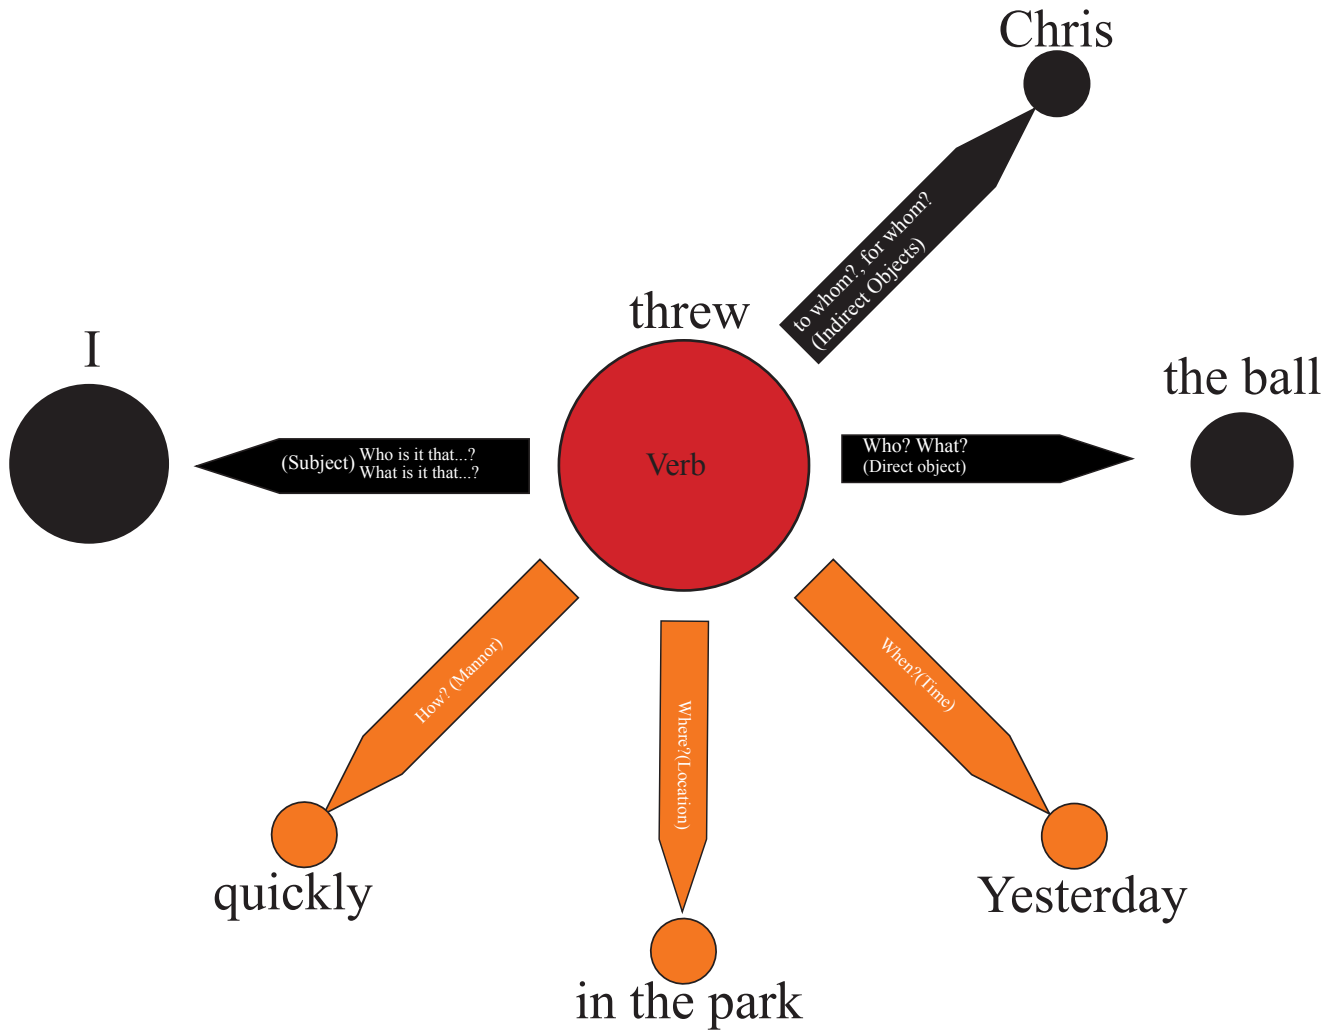 Chris
to whom?, for whom?
(Indirect Objects)
threw
I
the ball
(Subject)
Who is it that...?
What is it that...?
Verb
Who? What?
(Direct object)
How? (Mannor)
Where?(Location)
When?(Time)
quickly
Yesterday
in the park